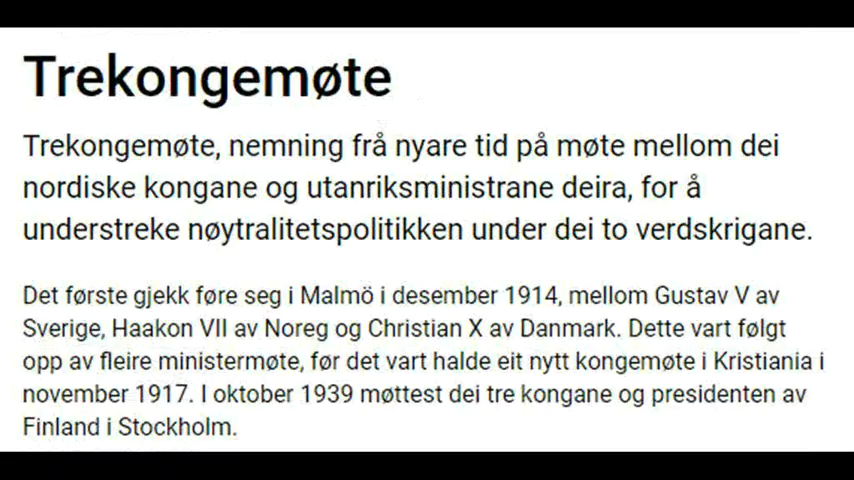 Trekongemøte
Trekongemøte, nemning frå nyare tid på møte mellom dei
nordiske kongane og utanriksministrane deira, for å
understreke nøytralitetspolitikken under dei to verdskrigane.
Det første gjekk føre seg i Malmö i desember 1914, mellom Gustav V av
Sverige, Haakon VII av Noreg og Christian X av Danmark. Dette vart følgt
opp av fleire ministermøte, før det vart halde eit nytt kongemøte i Kristiania i
november 1917. I oktober 1939 møttest dei tre kongane og presidenten av
Finland i Stockholm.